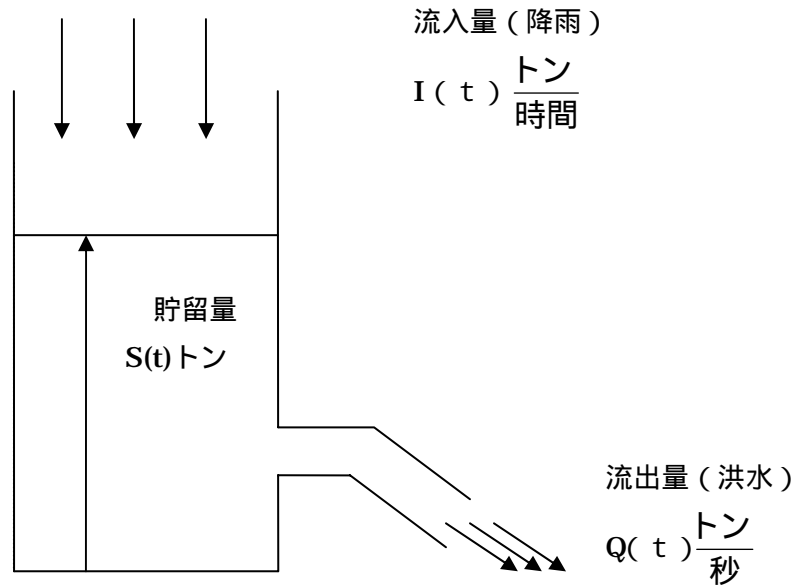 流入量（降雨）
I（ｔ）トン/時間
貯留量
S(t)トン
流出量（洪水）
Q(ｔ)トン/秒